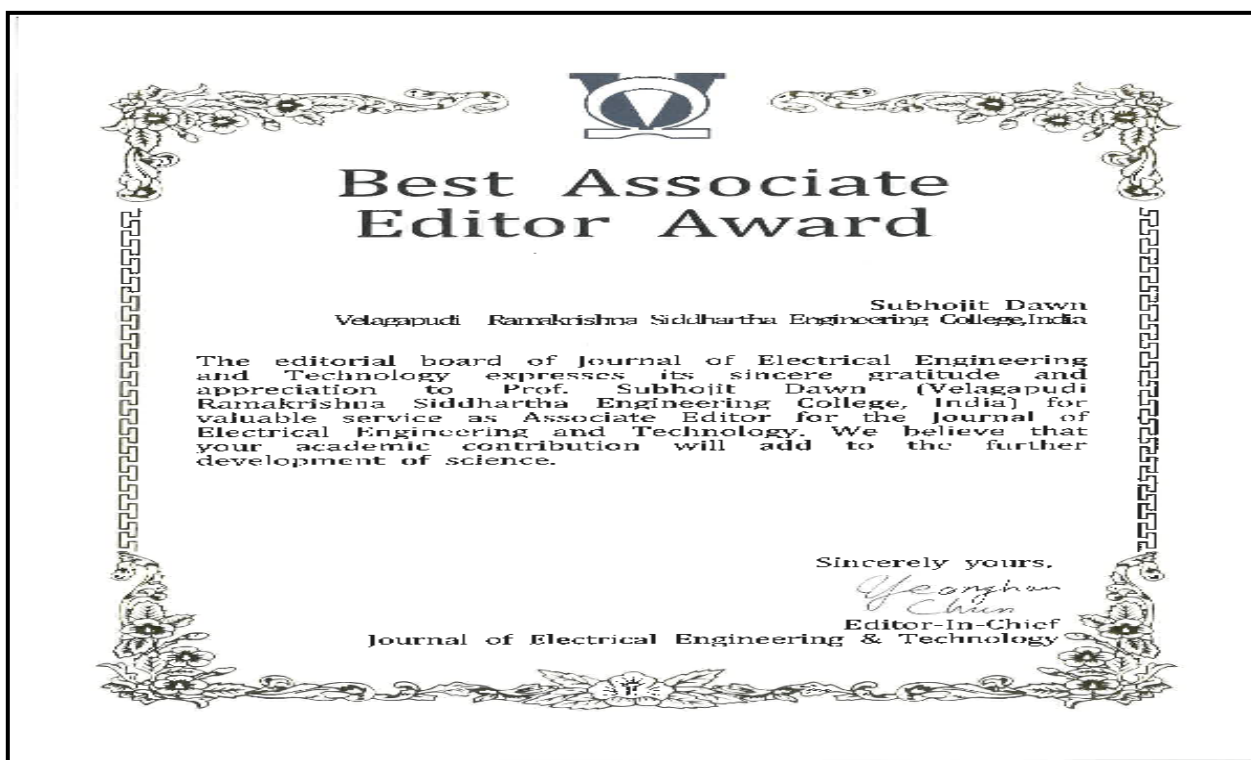 Best Associate
Editor Award
Subhojit Dawn
Velagapudi Ramakrishna Siddhartha Engineering College,India
The editorial board of Journal of Electrical Engineering
and Technology expresses its sincere gratitude and
appreciation to Prof. Subhojit Dawn (Velagapudi
Ramakrishna Siddhartha Engineering College, India) for
valuable service as Associate Editor for the Journal of
Electrical Engineering and Technology. We believe that
your academic contribution will add to the further
development of science.
Sincerely yours,
Yeonghan
Chun
Editor-In-Chief
Journal of Electrical Engineering & Technology